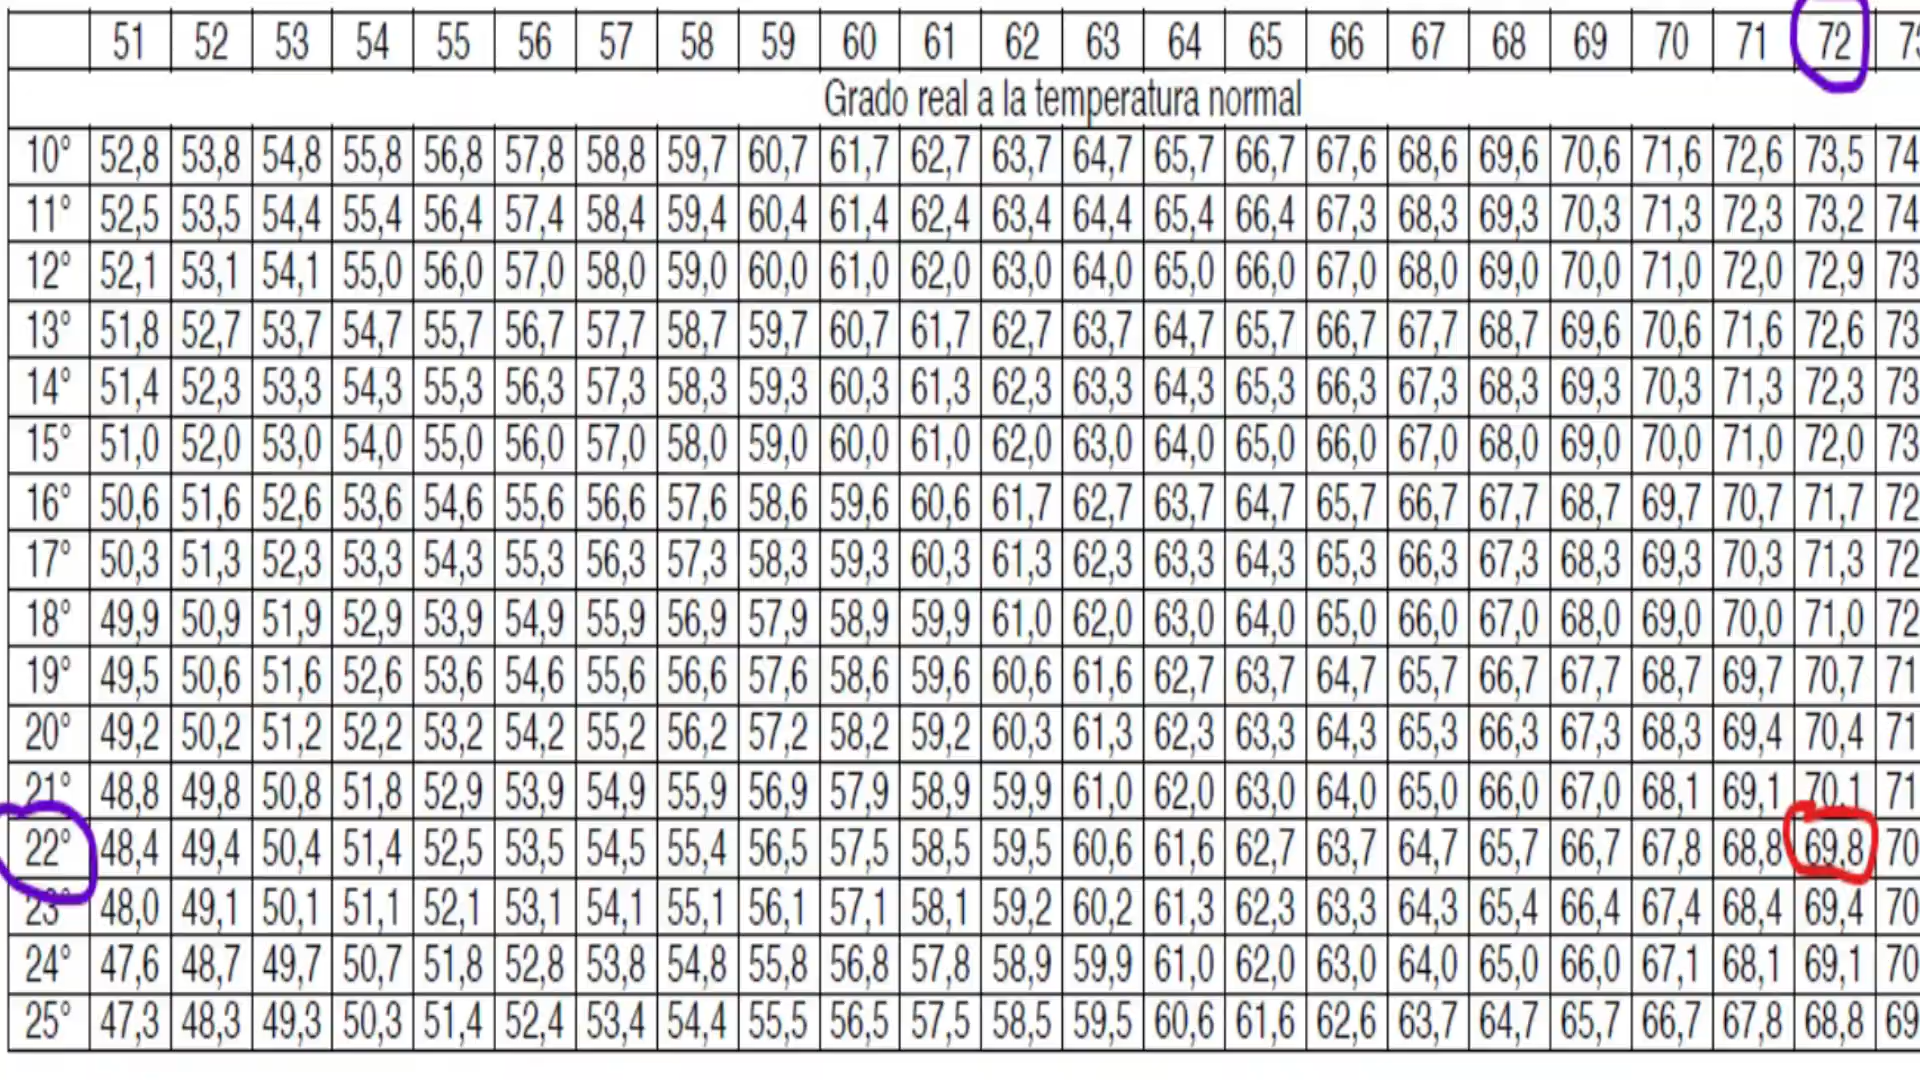 51 52 53 54 55 56 57 58 59 60 61 62 63 64 65 66 67 68 69 70 71 72
Grado real a la temperatura normal
10° 52,8 53,8 54,8 55,8 56,8 57,8 58,8 59,7 60,7 61,7 62,7 63,7 64,7 65,7 66,7 67,6 68,6 69,6 70,6 71,6 72,6 73,5 74
11° 52,5 53,5 54,4 55,4 56,4 57,4 58,4 59,4 60,4 61,4 62,4 63,4 64,4 65,4 66,4 67,3 68,3 69,3 70,3 71,3 72,3 73,2 74
12° 52,1 53,1 54,1 55,0 56,0 57,0 58,0 59,0 60,0 61,0 62,0 63,0 64,0 65,0 66,0 67,0 68,0 69,0 70,0 71,0 72,0 72,9 73
13° 51,8 52,7 53,7 54,7 55,7 56,7 57,7 58,7 59,7 60,7 61,7 62,7 63,7 64,7 65,7 66,7 67,7 68,7 69,6 70,6 71,6 72,6 73
14° 51,4 52,3 53,3 54,3 55,3 56,3 57,3 58,3 59,3 60,3 61,3 62,3 63,3 64,3 65,3 66,3 67,3 68,3 69,3 70,3 71,3 72,3 73
15° 51,0 52,0 53,0 54,0 55,0 56,0 57,0 58,0 59,0 60,0 61,0 62,0 63,0 64,0 65,0 66,0 67,0 68,0 69,0 70,0 71,0 72,0 73
16° 50,6 51,6 52,6 53,6 54,6 55,6 56,6 57,6 58,6 59,6 60,6 61,7 62,7 63,7 64,7 65,7 66,7 67,7 68,7 69,7 70,7 71,7 72
17° 50,3 51,3 52,3 53,3 54,3 55,3 56,3 57,3 58,3 59,3 60,3 61,3 62,3 63,3 64,3 65,3 66,3 67,3 68,3 69,3 70,3 71,3 72
18° 49,9 50,9 51,9 52,9 53,9 54,9 55,9 56,9 57,9 58,9 59,9 61,0 62,0 63,0 64,0 65,0 66,0 67,0 68,0 69,0 70,0 71,0 72
19° 49,5 50,6 51,6 52,6 53,6 54,6 55,6 56,6 57,6 58,6 59,6 60,6 61,6 62,7 63,7 64,7 65,7 66,7 67,7 68,7 69,7 70,7 71
20° 49,2 50,2 51,2 52,2 53,2 54,2 55,2 56,2 57,2 58,2 59,2 60,3 61,3 62,3 63,3 64,3 65,3 66,3 67,3 68,3 69,4 70,4 71
21° 48,8 49,8 50,8 51,8 52,9 53,9 54,9 55,9 56,9 57,9 58,9 59,9 61,0 62,0 63,0 64,0 65,0 66,0 67,0 68,1 69,1 70,1 71
22° 48,4 49,4 50,4 51,4 52,5 53,5 54,5 55,4 56,5 57,5 58,5 59,5 60,6 61,6 62,7 63,7 64,7 65,7 66,7 67,8 68,8 69,8 70
23° 48,0 49,1 50,1 51,1 52,1 53,1 54,1 55,1 56,1 57,1 58,1 59,2 60,2 61,3 62,3 63,3 64,3 65,4 66,4 67,4 68,4 69,4 70
24° 47,6 48,7 49,7 50,7 51,8 52,8 53,8 54,8 55,8 56,8 57,8 58,9 59,9 61,0 62,0 63,0 64,0 65,0 66,0 67,1 68,1 69,1 70
25° 47,3 48,3 49,3 50,3 51,4 52,4 53,4 54,4 55,5 56,5 57,5 58,5 59,5 60,6 61,6 62,6 63,7 64,7 65,7 66,7 67,8 68,8 69